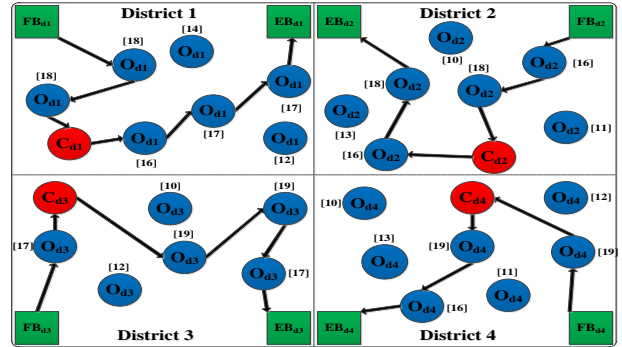 District 1
FBd1
EBd1
[14]
[18]
Od1
Od1
[18]
Od1
Od1
[17]
Od1
[17]
Cd1
Od1
[16]
Od1
[12]
District 2
EBd2
FBd2
Od2
[10]
Od2
[16]
[18]
Od2
[18]
Od2
Od2
[13]
Od2
[11]
[16]
Od2
Cd2
Cd3
[10]
Od3
[19]
Od3
[19]
Od3
[17]
Od3
Od3
[17]
[12]
Od3
FBd3
District 3
EBd3
[10]
Od4
Cd4
Od4
[12]
[13]
Od4
[19]
Od4
Od4
[19]
[11]
Od4
Od4
[16]
EBd4
District 4
FBd4